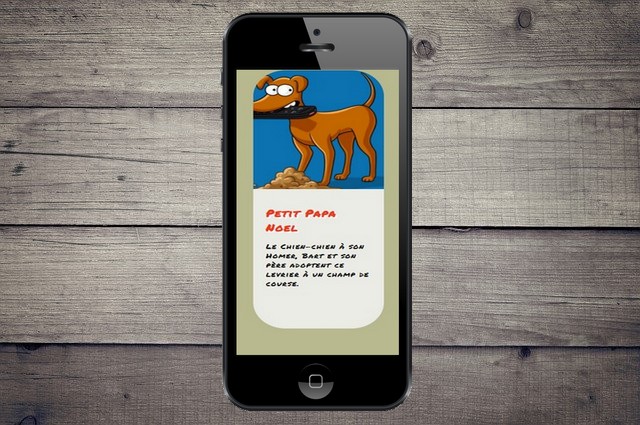 Petit Papa
Noel
Le Chien-chien à son
Homer, Bart et son
père adoptent ce
levrier à un champ de
course.